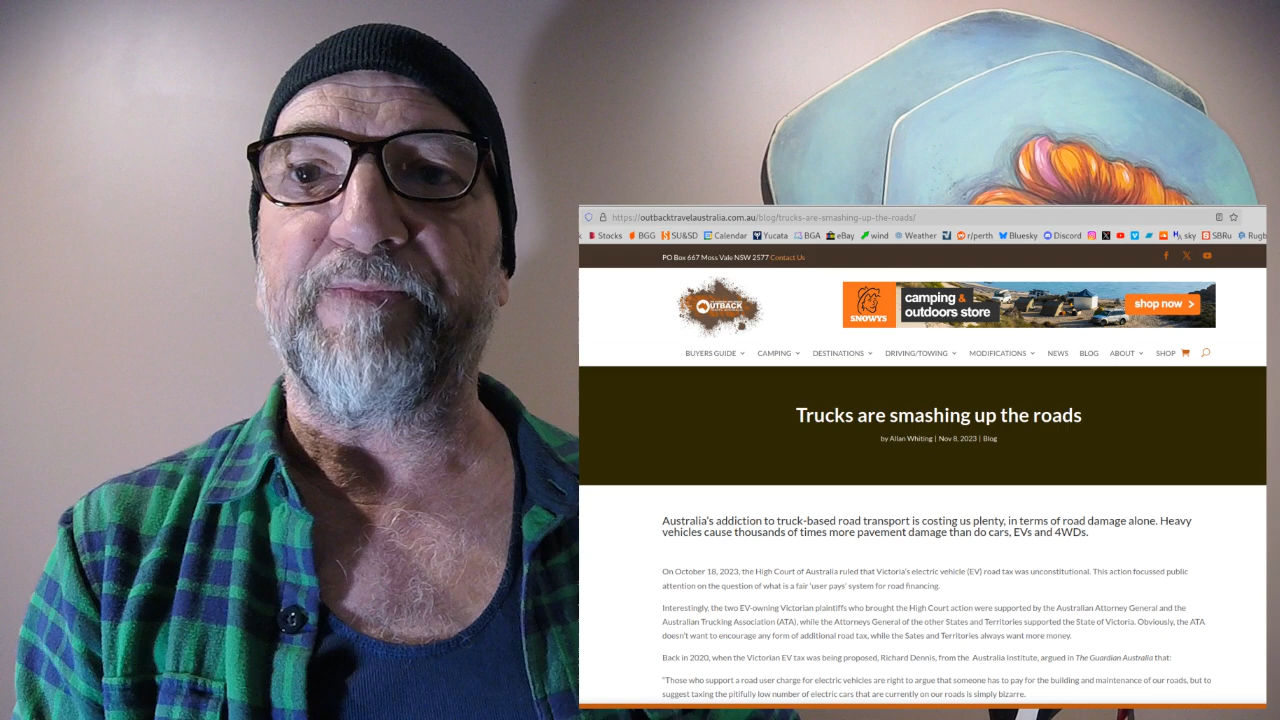 https://outbacktravelaustralia.com.au/blog/trucks-are-smashing-up-the-roads/
Stocks BGG SU&SD Calendar Yucata BGA eBay wind Weather r/perth Bluesky Discord sky SBRu Rugb
PO Box 667 Moss Vale NSW 2577 Contact Us
OUTBACK
SNOWYS camping & outdoors store shop now >
BUYERS GUIDE CAMPING DESTINATIONS DRIVING/TOWING MODIFICATIONS NEWS BLOG ABOUT SHOP
Trucks are smashing up the roads
by Allan Whiting | Nov 8, 2023 | Blog
Australia's addiction to truck-based road transport is costing us plenty, in terms of road damage alone. Heavy
vehicles cause thousands of times more pavement damage than do cars, EVs and 4WDs.
On October 18, 2023, the High Court of Australia ruled that Victoria's electric vehicle (EV) road tax was unconstitutional. This action focussed public
attention on the question of what is a fair 'user pays' system for road financing.
Interestingly, the two EV-owning Victorian plaintiffs who brought the High Court action were supported by the Australian Attorney General and the
Australian Trucking Association (ATA), while the Attorneys General of the other States and Territories supported the State of Victoria. Obviously, the ATA
doesn't want to encourage any form of additional road tax, while the Sates and Territories always want more money.
Back in 2020, when the Victorian EV tax was being proposed, Richard Dennis, from the Australia Institute, argued in The Guardian Australia that:
"Those who support a road user charge for electric vehicles are right to argue that someone has to pay for the building and maintenance of our roads, but to
suggest taxing the pitifully low number of electric cars that are currently on our roads is simply bizarre.